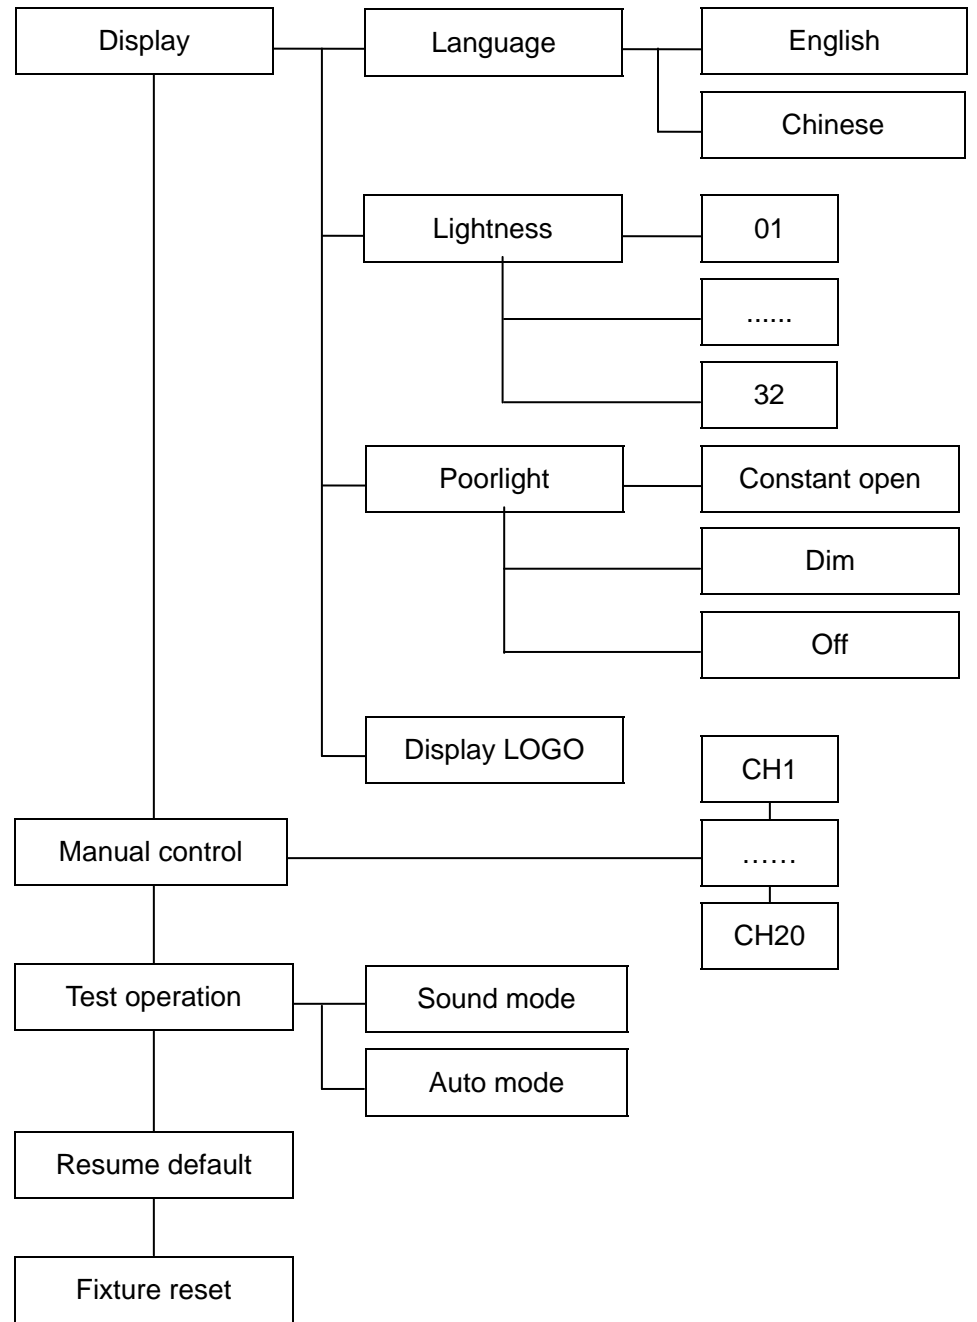 Display
Language
English
Chinese
Lightness
01
......
32
Poorlight
Constant open
Dim
Off
Display LOGO
CH1
Manual control
......
CH20
Test operation
Sound mode
Auto mode
Resume default
Fixture reset